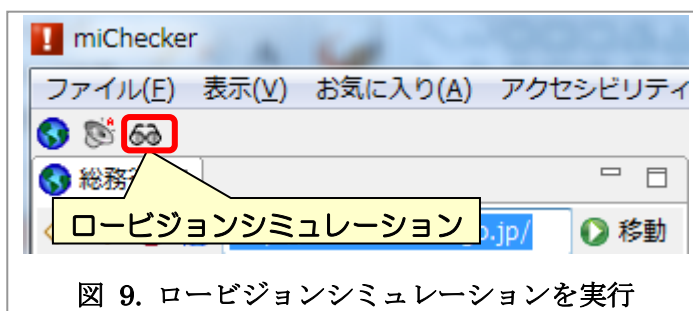 miChecker
ファイル(F) 表示(V) お気に入り(A) アクセシビリティ
総務
ロービジョンシミュレーション
.jp/ 移動
図 9. ロービジョンシミュレーションを実行